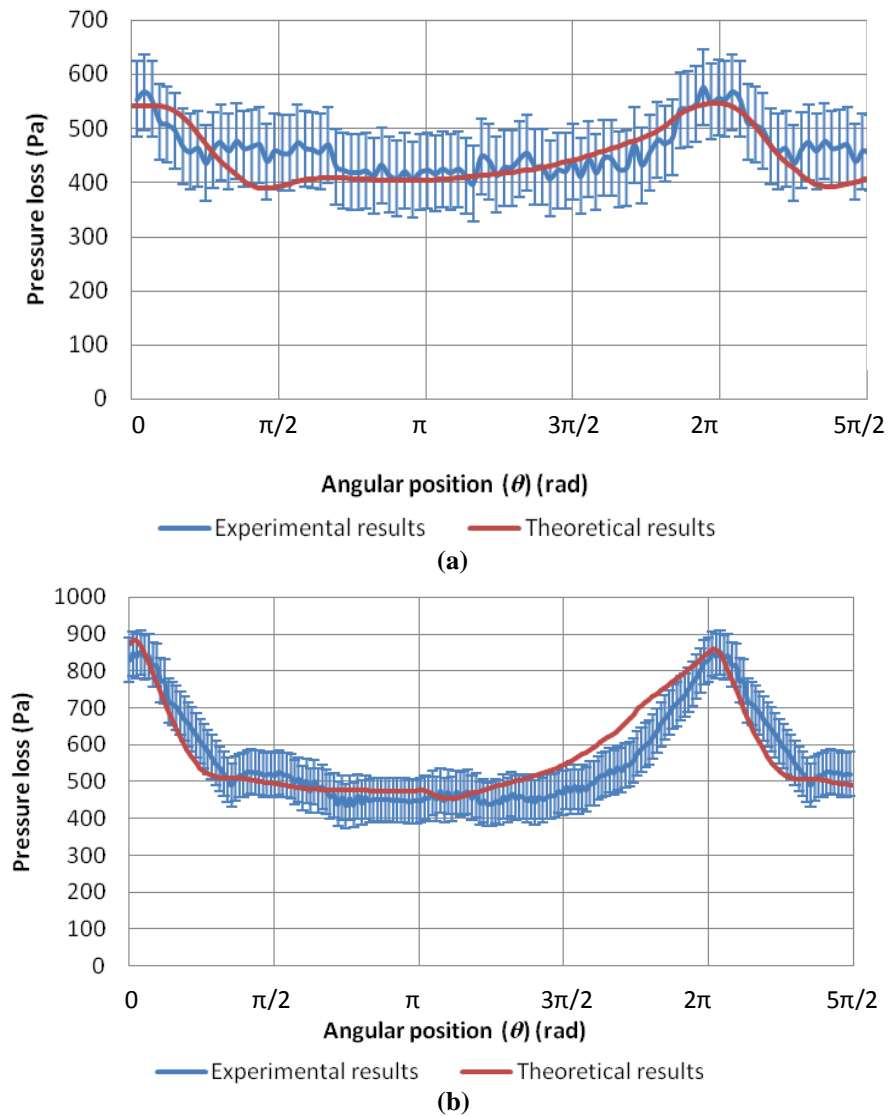 700
600
500
400
300
200
100
0
Pressure loss (Pa)
0 π/2 π 3π/2 2π 5π/2
Angular position (θ) (rad)
Experimental results Theoretical results
(a)
1000
900
800
700
600
500
400
300
200
100
0
Pressure loss (Pa)
0 π/2 π 3π/2 2π 5π/2
Angular position (θ) (rad)
Experimental results Theoretical results
(b)